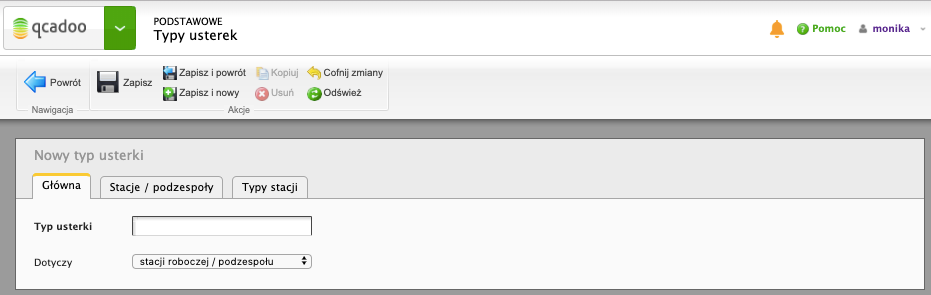 qcadoo
PODSTAWOWE
Typy usterek
Pomoc
monika
Powrót
Zapisz
Zapisz i powrót
Kopiuj
Cofnij zmiany
Zapisz i nowy
Usuń
Odśwież
Nawigacja
Akcje
Nowy typ usterki
Główna
Stacje / podzespoły
Typy stacji
Typ usterki
Dotyczy
stacji roboczej / podzespołu